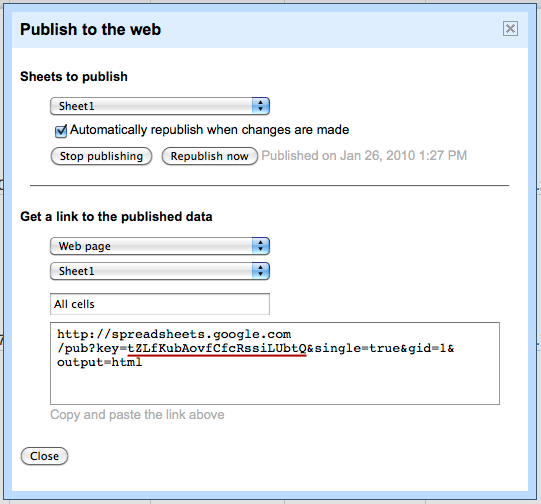 Publish to the web
Sheets to publish
Sheet1
Automatically republish when changes are made
Stop publishing Republish now Published on Jan 26, 2010 1:27 PM
Get a link to the published data
Web page
Sheet1
All cells
http://spreadsheets.google.com
/pub?key=tZLfKubAovfCfcRssiLUbtQ&single=true&gid=1&
output=html
Copy and paste the link above
Close